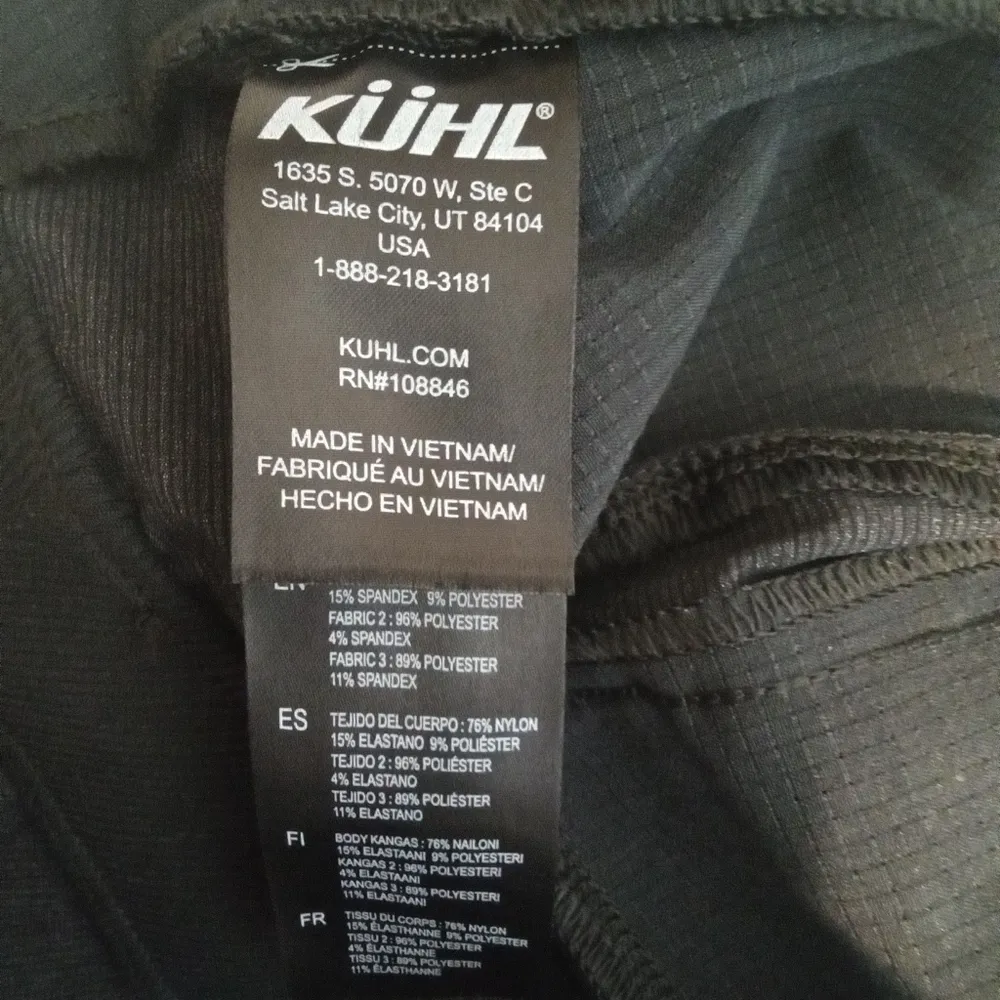 KÜHL®
1635 S. 5070 W, Ste C
Salt Lake City, UT 84104
USA
1-888-218-3181
KUHL.COM
RN#108846
MADE IN VIETNAM/
FABRIQUÉ AU VIETNAM/
HECHO EN VIETNAM
EN
15% SPANDEX 9% POLYESTER
FABRIC 2 : 96% POLYESTER
4% SPANDEX
FABRIC 3 : 89% POLYESTER
11% SPANDEX
ES TEJIDO DEL CUERPO : 76% NYLON
15% ELASTANO 9% POLIÉSTER
TEJIDO 2 : 96% POLIÉSTER
4% ELASTANO
TEJIDO 3 : 89% POLIÉSTER
11% ELASTANO
FI BODY KANGAS : 76% NAILONI
15% ELASTAANI 9% POLYESTERI
KANGAS 2 : 96% POLYESTERI
4% ELASTAANI
KANGAS 3 : 89% POLYESTERI
11% ELASTAANI
FR TISSU DU CORPS : 76% NYLON
15% ÉLASTHANNE 9% POLYESTER
TISSU 2 : 96% POLYESTER
4% ÉLASTHANNE
TISSU 3 : 89% POLYESTER
11% ÉLASTHANNE